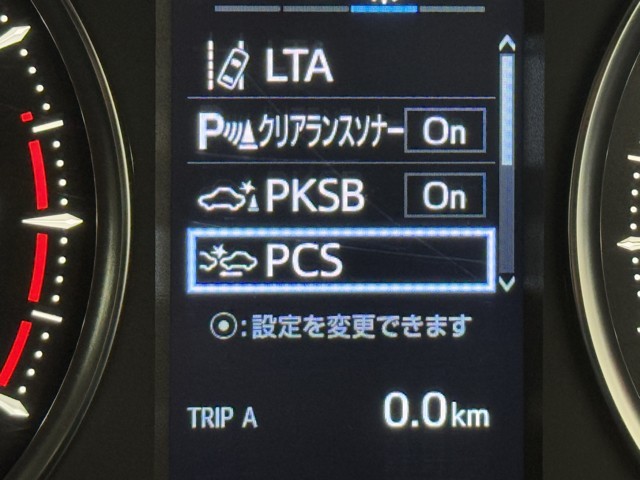 LTA
クリアランスソナー On
PKSB On
PCS
⦿:設定を変更できます
TRIP A 0.0km